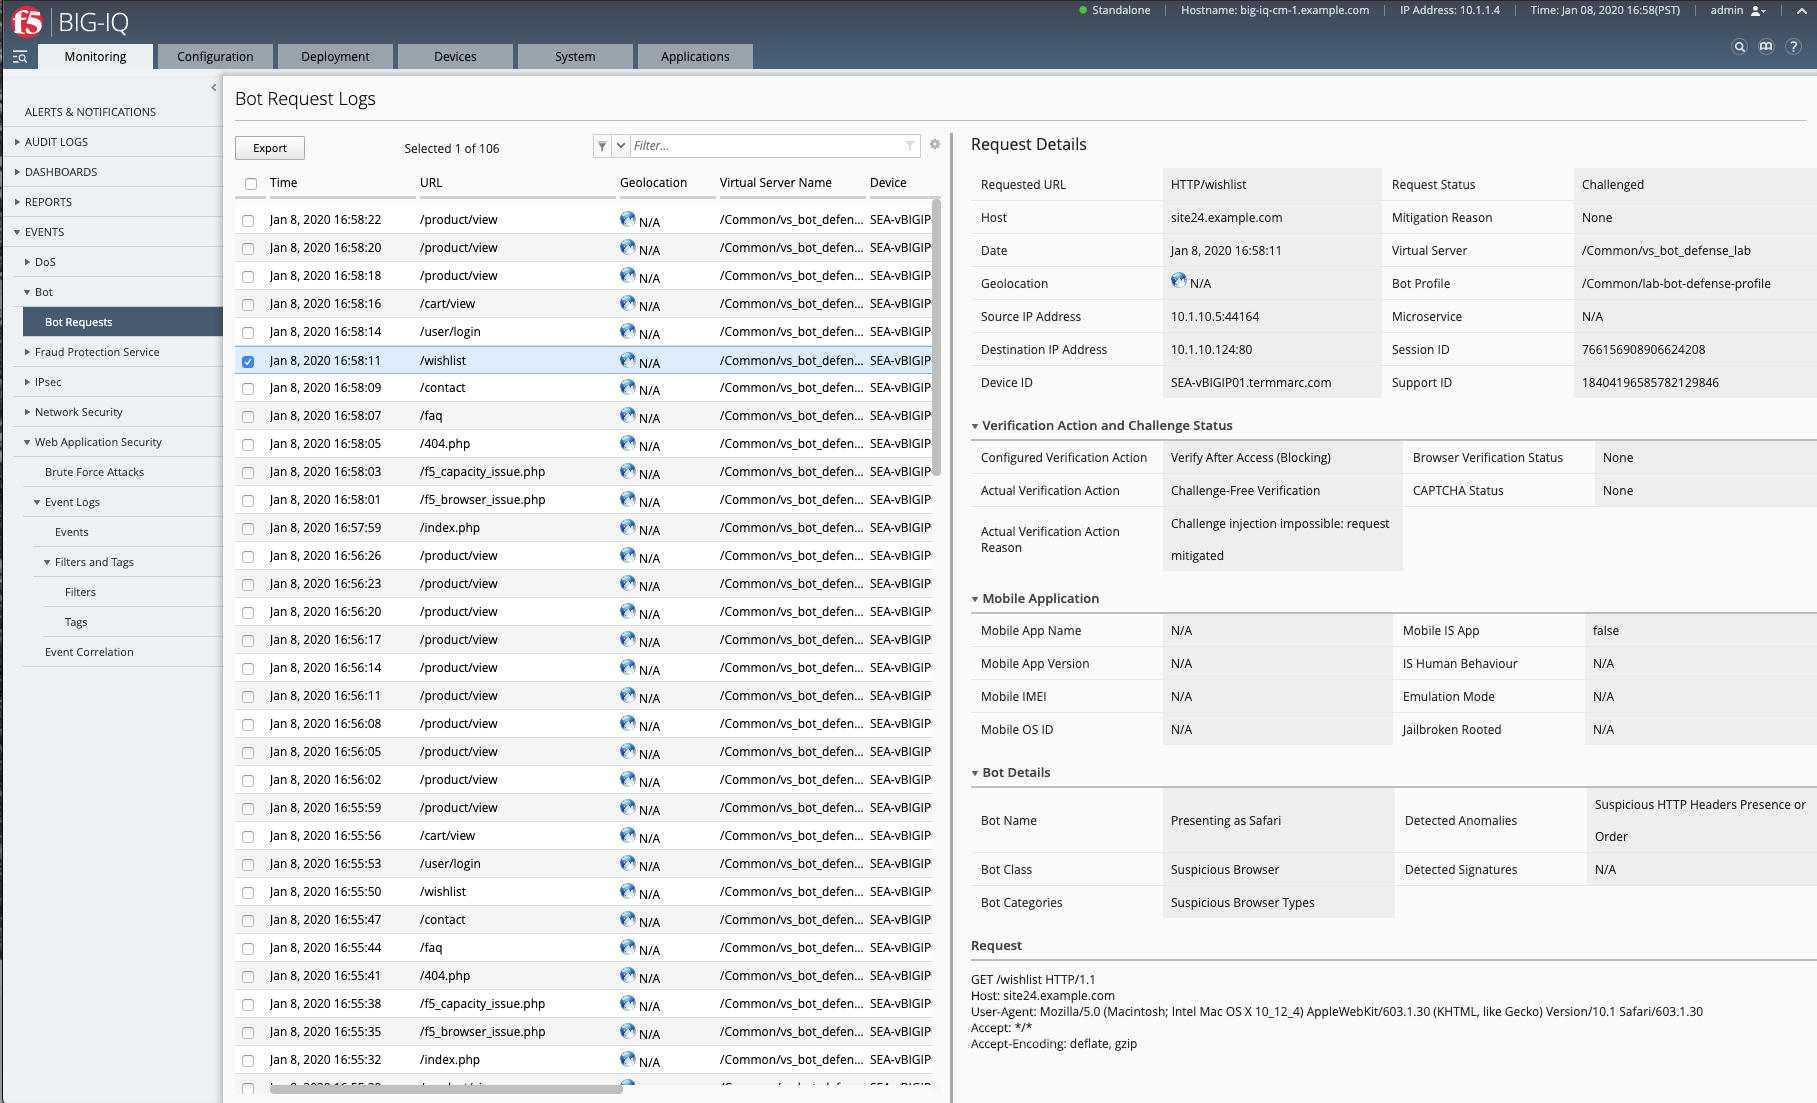 f5 BIG-IQ
Standalone Hostname: big-iq-cm-1.example.com IP Address: 10.1.1.4 Time: Jan 08, 2020 16:58(PST) admin
Monitoring Configuration Deployment Devices System Applications
ALERTS & NOTIFICATIONS
AUDIT LOGS
DASHBOARDS
REPORTS
EVENTS
DoS
Bot
Bot Requests
Fraud Protection Service
IPsec
Network Security
Web Application Security
Brute Force Attacks
Event Logs
Events
Filters and Tags
Filters
Tags
Event Correlation
Bot Request Logs
Export Selected 1 of 106 Filter...
Time URL Geolocation Virtual Server Name Device
Jan 8, 2020 16:58:22 /product/view N/A /Common/vs_bot_defen... SEA-vBIGIP
Jan 8, 2020 16:58:20 /product/view N/A /Common/vs_bot_defen... SEA-vBIGIP
Jan 8, 2020 16:58:18 /product/view N/A /Common/vs_bot_defen... SEA-vBIGIP
Jan 8, 2020 16:58:16 /cart/view N/A /Common/vs_bot_defen... SEA-vBIGIP
Jan 8, 2020 16:58:14 /user/login N/A /Common/vs_bot_defen... SEA-vBIGIP
Jan 8, 2020 16:58:11 /wishlist N/A /Common/vs_bot_defen... SEA-vBIGIP
Jan 8, 2020 16:58:09 /contact N/A /Common/vs_bot_defen... SEA-vBIGIP
Jan 8, 2020 16:58:07 /faq N/A /Common/vs_bot_defen... SEA-vBIGIP
Jan 8, 2020 16:58:05 /404.php N/A /Common/vs_bot_defen... SEA-vBIGIP
Jan 8, 2020 16:58:03 /f5_capacity_issue.php N/A /Common/vs_bot_defen... SEA-vBIGIP
Jan 8, 2020 16:58:01 /f5_browser_issue.php N/A /Common/vs_bot_defen... SEA-vBIGIP
Jan 8, 2020 16:57:59 /index.php N/A /Common/vs_bot_defen... SEA-vBIGIP
Jan 8, 2020 16:56:26 /product/view N/A /Common/vs_bot_defen... SEA-vBIGIP
Jan 8, 2020 16:56:23 /product/view N/A /Common/vs_bot_defen... SEA-vBIGIP
Jan 8, 2020 16:56:20 /product/view N/A /Common/vs_bot_defen... SEA-vBIGIP
Jan 8, 2020 16:56:17 /product/view N/A /Common/vs_bot_defen... SEA-vBIGIP
Jan 8, 2020 16:56:14 /product/view N/A /Common/vs_bot_defen... SEA-vBIGIP
Jan 8, 2020 16:56:11 /product/view N/A /Common/vs_bot_defen... SEA-vBIGIP
Jan 8, 2020 16:56:08 /product/view N/A /Common/vs_bot_defen... SEA-vBIGIP
Jan 8, 2020 16:56:05 /product/view N/A /Common/vs_bot_defen... SEA-vBIGIP
Jan 8, 2020 16:56:02 /product/view N/A /Common/vs_bot_defen... SEA-vBIGIP
Jan 8, 2020 16:55:59 /product/view N/A /Common/vs_bot_defen... SEA-vBIGIP
Jan 8, 2020 16:55:56 /cart/view N/A /Common/vs_bot_defen... SEA-vBIGIP
Jan 8, 2020 16:55:53 /user/login N/A /Common/vs_bot_defen... SEA-vBIGIP
Jan 8, 2020 16:55:50 /wishlist N/A /Common/vs_bot_defen... SEA-vBIGIP
Jan 8, 2020 16:55:47 /contact N/A /Common/vs_bot_defen... SEA-vBIGIP
Jan 8, 2020 16:55:44 /faq N/A /Common/vs_bot_defen... SEA-vBIGIP
Jan 8, 2020 16:55:41 /404.php N/A /Common/vs_bot_defen... SEA-vBIGIP
Jan 8, 2020 16:55:38 /f5_capacity_issue.php N/A /Common/vs_bot_defen... SEA-vBIGIP
Jan 8, 2020 16:55:35 /f5_browser_issue.php N/A /Common/vs_bot_defen... SEA-vBIGIP
Jan 8, 2020 16:55:32 /index.php N/A /Common/vs_bot_defen... SEA-vBIGIP
Request Details
Requested URL HTTP/wishlist Request Status Challenged
Host site24.example.com Mitigation Reason None
Date Jan 8, 2020 16:58:11 Virtual Server /Common/vs_bot_defense_lab
Geolocation N/A Bot Profile /Common/lab-bot-defense-profile
Source IP Address 10.1.10.5:44164 Microservice N/A
Destination IP Address 10.1.10.124:80 Session ID 766156908906624208
Device ID SEA-vBIGIP01.termmarc.com Support ID 18404196585782129846
Verification Action and Challenge Status
Configured Verification Action Verify After Access (Blocking) Browser Verification Status None
Actual Verification Action Challenge-Free Verification CAPTCHA Status None
Actual Verification Action Reason Challenge injection impossible: request mitigated
Mobile Application
Mobile App Name N/A Mobile IS App false
Mobile App Version N/A IS Human Behaviour N/A
Mobile IMEI N/A Emulation Mode N/A
Mobile OS ID N/A Jailbroken Rooted N/A
Bot Details
Bot Name Presenting as Safari Detected Anomalies Suspicious HTTP Headers Presence or Order
Bot Class Suspicious Browser Detected Signatures N/A
Bot Categories Suspicious Browser Types
Request
GET /wishlist HTTP/1.1
Host: site24.example.com
User-Agent: Mozilla/5.0 (Macintosh; Intel Mac OS X 10_12_4) AppleWebKit/603.1.30 (KHTML, like Gecko) Version/10.1 Safari/603.1.30
Accept: */*
Accept-Encoding: deflate, gzip